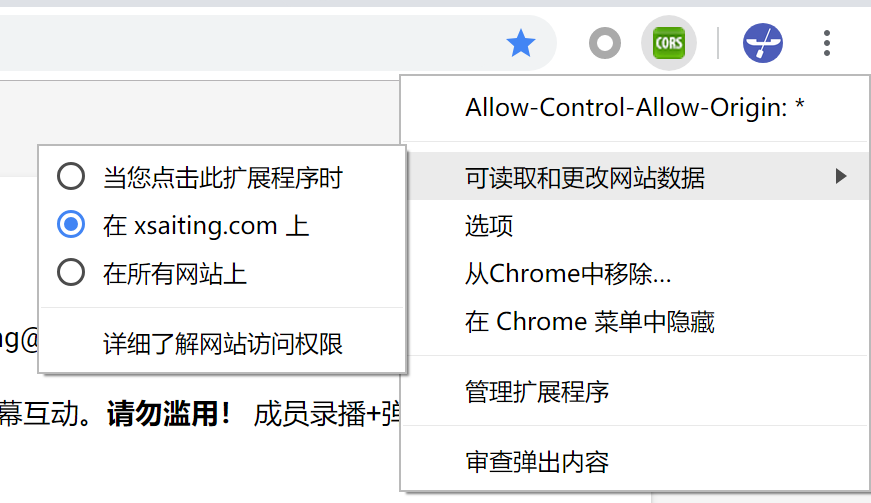 CORS
Allow-Control-Allow-Origin: *
可读取和更改网站数据
选项
从Chrome中移除...
在 Chrome 菜单中隐藏
管理扩展程序
审查弹出内容
当您点击此扩展程序时
在 xsaiting.com 上
在所有网站上
详细了解网站访问权限
ng@
幕互动。请勿滥用！ 成员录播+弹